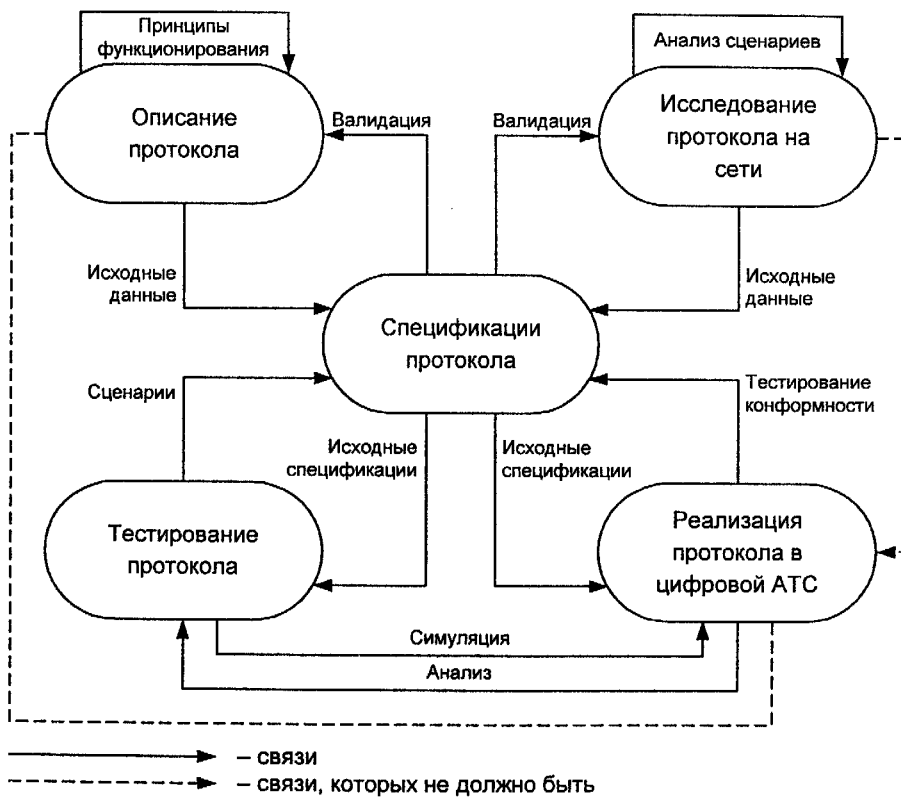 Принципы
функционирования
Анализ сценариев
Описание
протокола
Валидация
Валидация
Исследование
протокола на
сети
Исходные
данные
Исходные
данные
Спецификации
протокола
Сценарии
Тестирование
конформности
Исходные
спецификации
Исходные
спецификации
Тестирование
протокола
Реализация
протокола в
цифровой АТС
Симуляция
Анализ
– связи
– связи, которых не должно быть